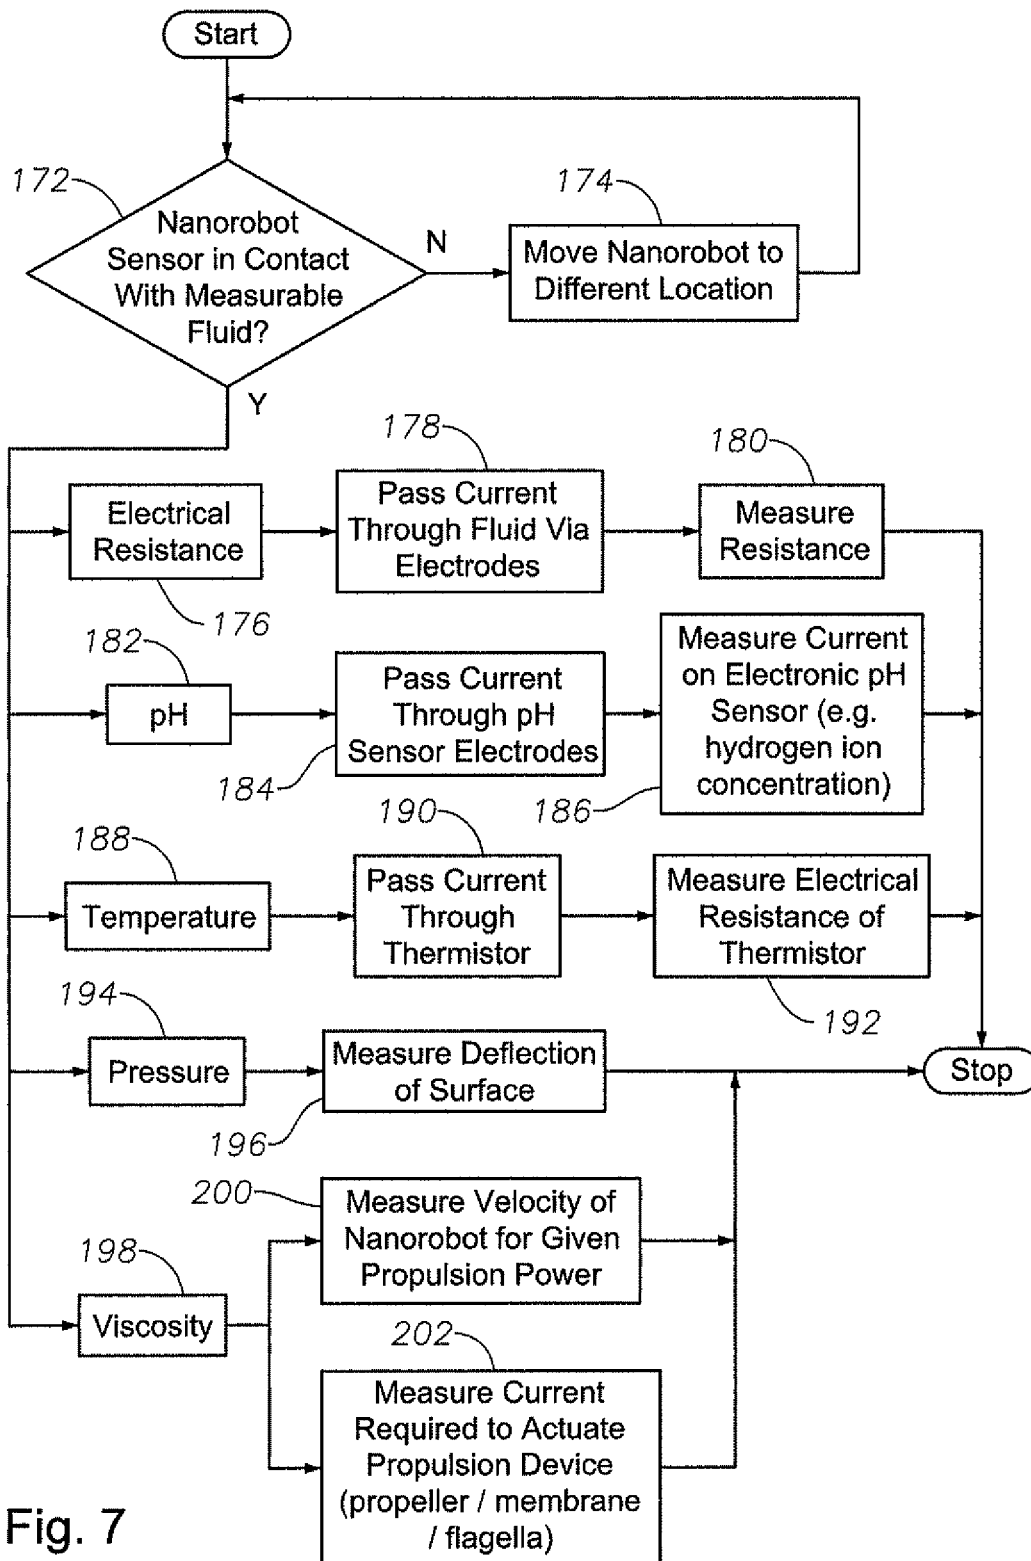 Start
172
Nanorobot
Sensor in Contact
With Measurable
Fluid?
N
174
Move Nanorobot to
Different Location
Y
Electrical
Resistance
176
178
Pass Current
Through Fluid Via
Electrodes
180
Measure
Resistance
182
pH
Pass Current
Through pH
Sensor Electrodes
184
Measure Current
on Electronic pH
Sensor (e.g.
hydrogen ion
concentration)
186
188
Temperature
190
Pass Current
Through
Thermistor
Measure Electrical
Resistance of
Thermistor
192
194
Pressure
Measure Deflection
of Surface
196
Stop
198
Viscosity
200
Measure Velocity of
Nanorobot for Given
Propulsion Power
202
Measure Current
Required to Actuate
Propulsion Device
(propeller / membrane
/ flagella)
Fig. 7